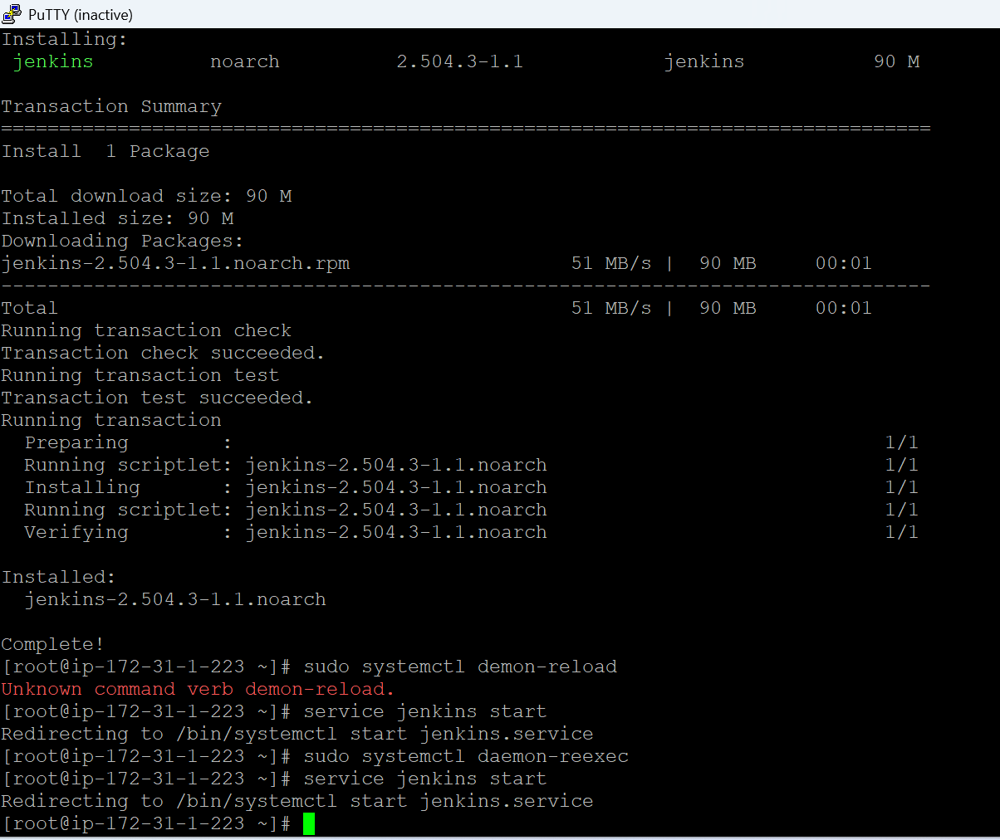 PuTTY (inactive)
Installing:
 jenkins          noarch          2.504.3-1.1            jenkins           90 M

Transaction Summary
================================================================================
Install  1 Package

Total download size: 90 M
Installed size: 90 M
Downloading Packages:
jenkins-2.504.3-1.1.noarch.rpm                   51 MB/s |  90 MB     00:01
--------------------------------------------------------------------------------
Total                                            51 MB/s |  90 MB     00:01
Running transaction check
Transaction check succeeded.
Running transaction test
Transaction test succeeded.
Running transaction
  Preparing        :                                                        1/1
  Running scriptlet: jenkins-2.504.3-1.1.noarch                             1/1
  Installing       : jenkins-2.504.3-1.1.noarch                             1/1
  Running scriptlet: jenkins-2.504.3-1.1.noarch                             1/1
  Verifying        : jenkins-2.504.3-1.1.noarch                             1/1

Installed:
  jenkins-2.504.3-1.1.noarch

Complete!
[root@ip-172-31-1-223 ~]# sudo systemctl demon-reload
Unknown command verb demon-reload.
[root@ip-172-31-1-223 ~]# service jenkins start
Redirecting to /bin/systemctl start jenkins.service
[root@ip-172-31-1-223 ~]# sudo systemctl daemon-reexec
[root@ip-172-31-1-223 ~]# service jenkins start
Redirecting to /bin/systemctl start jenkins.service
[root@ip-172-31-1-223 ~]#